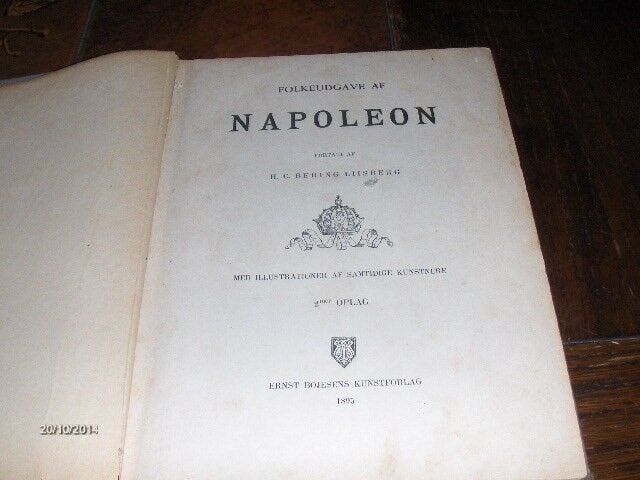 FOLKEUDGAVE AF
NAPOLEON
FORTALT AF
H. C. BERING LIISBERG
MED ILLUSTRATIONER AF SAMTIDIGE KUNSTNERE
OPLAG
ERNST BOJESENS KUNSTFORLAG
1895
20/10/2014